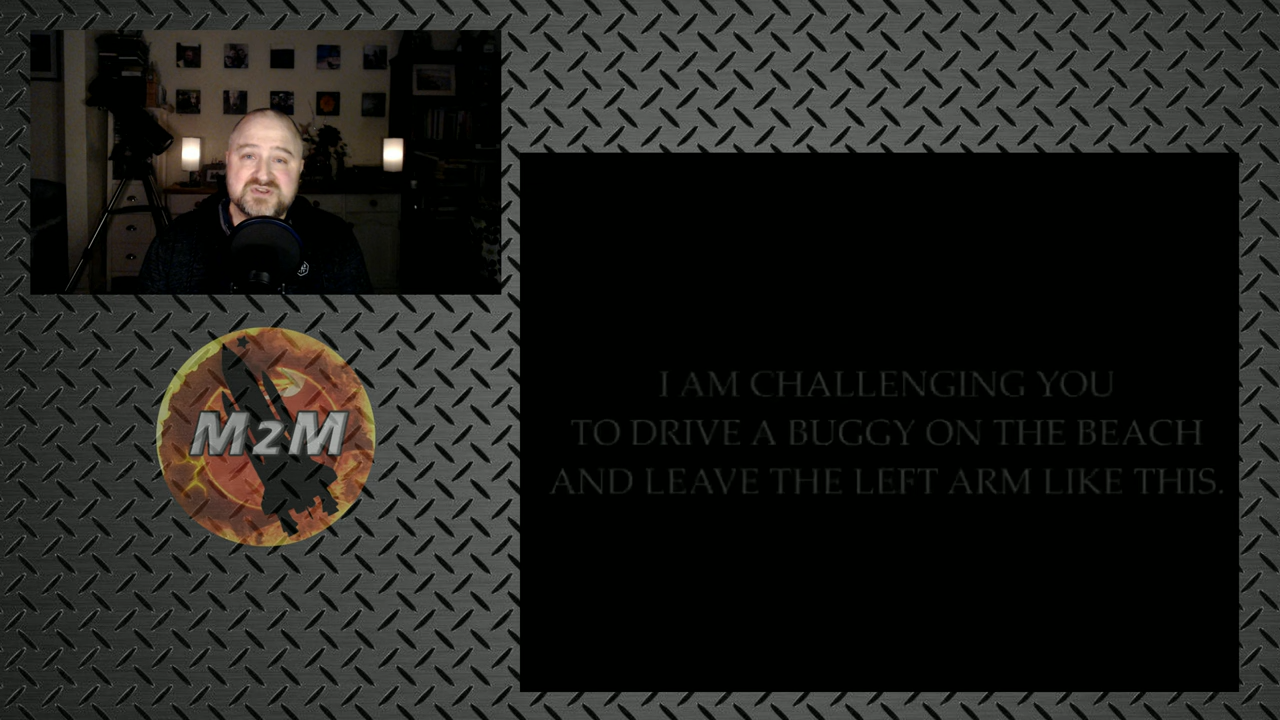 M2M
I AM CHALLENGING YOU
TO DRIVE A BUGGY ON THE BEACH
AND LEAVE THE LEFT ARM LIKE THIS.